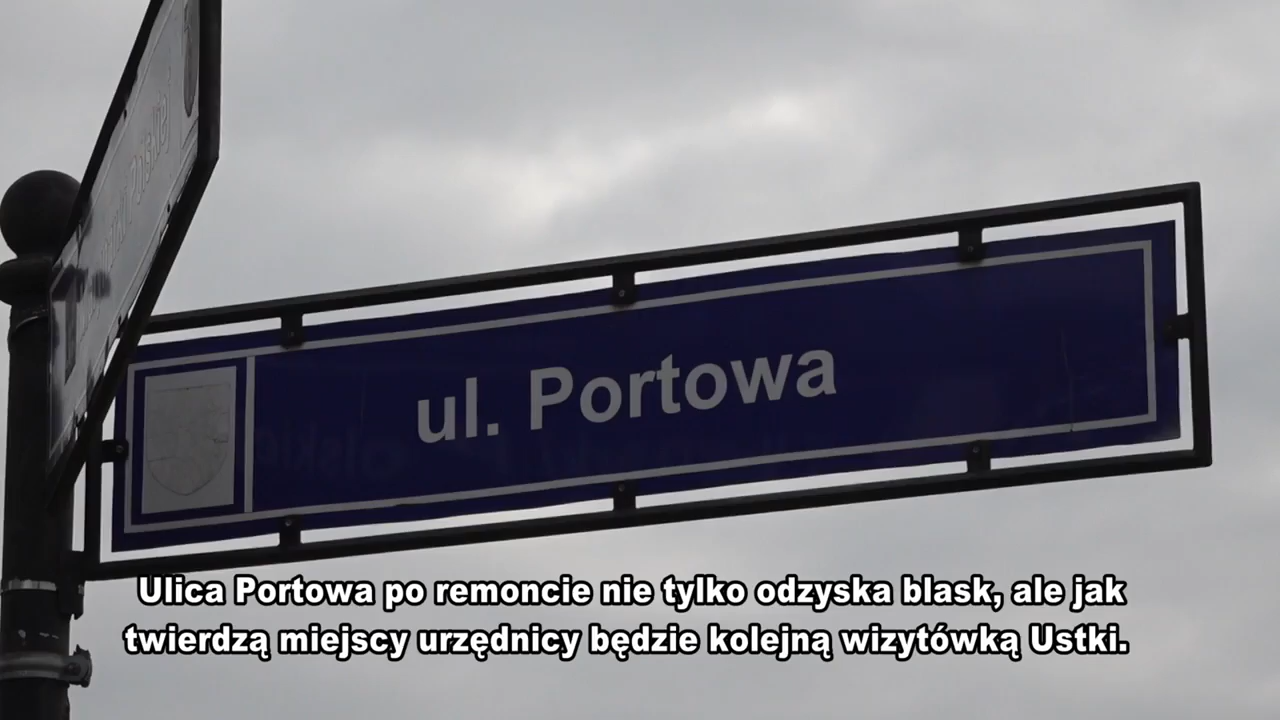 ul. Portowa
Ulica Portowa po remoncie nie tylko odzyska blask, ale jak
twierdzą miejscy urzędnicy będzie kolejną wizytówką Ustki.